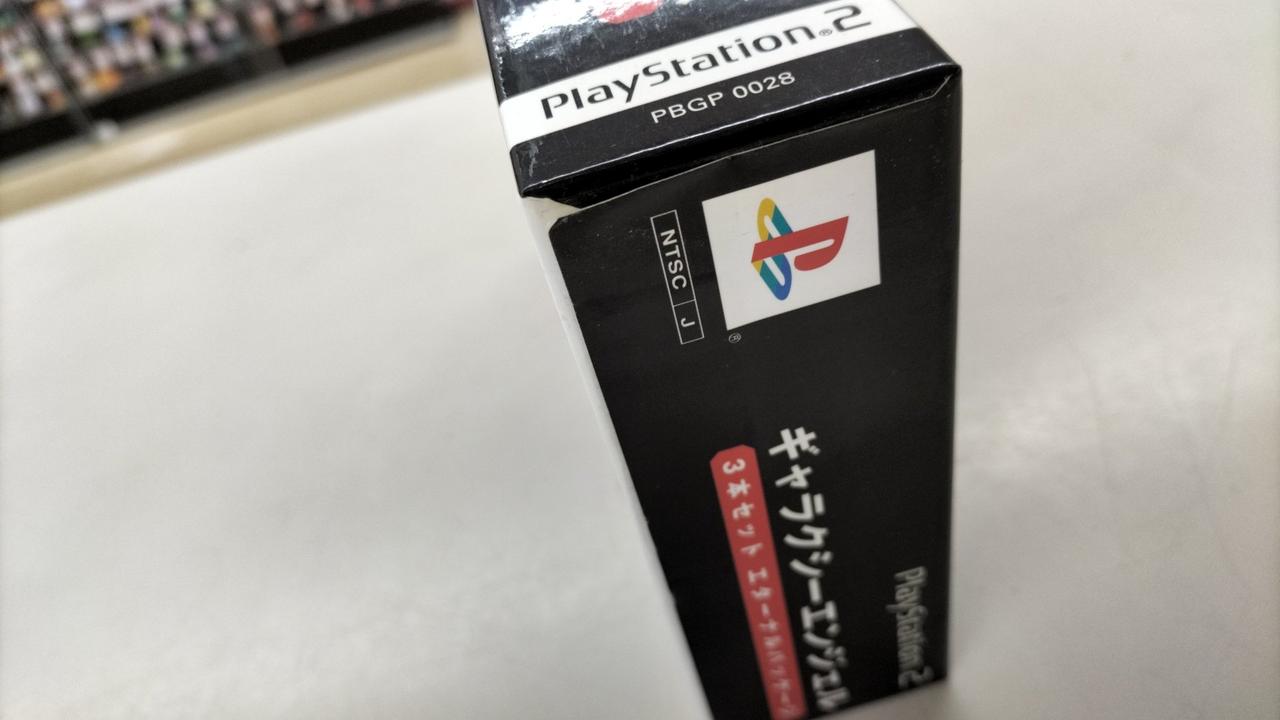 PlayStation®2
PBGP 0028
NTSC J
®
ギャラクシーエンジェル
3本セット エターナルパッケージ
PlayStation 2